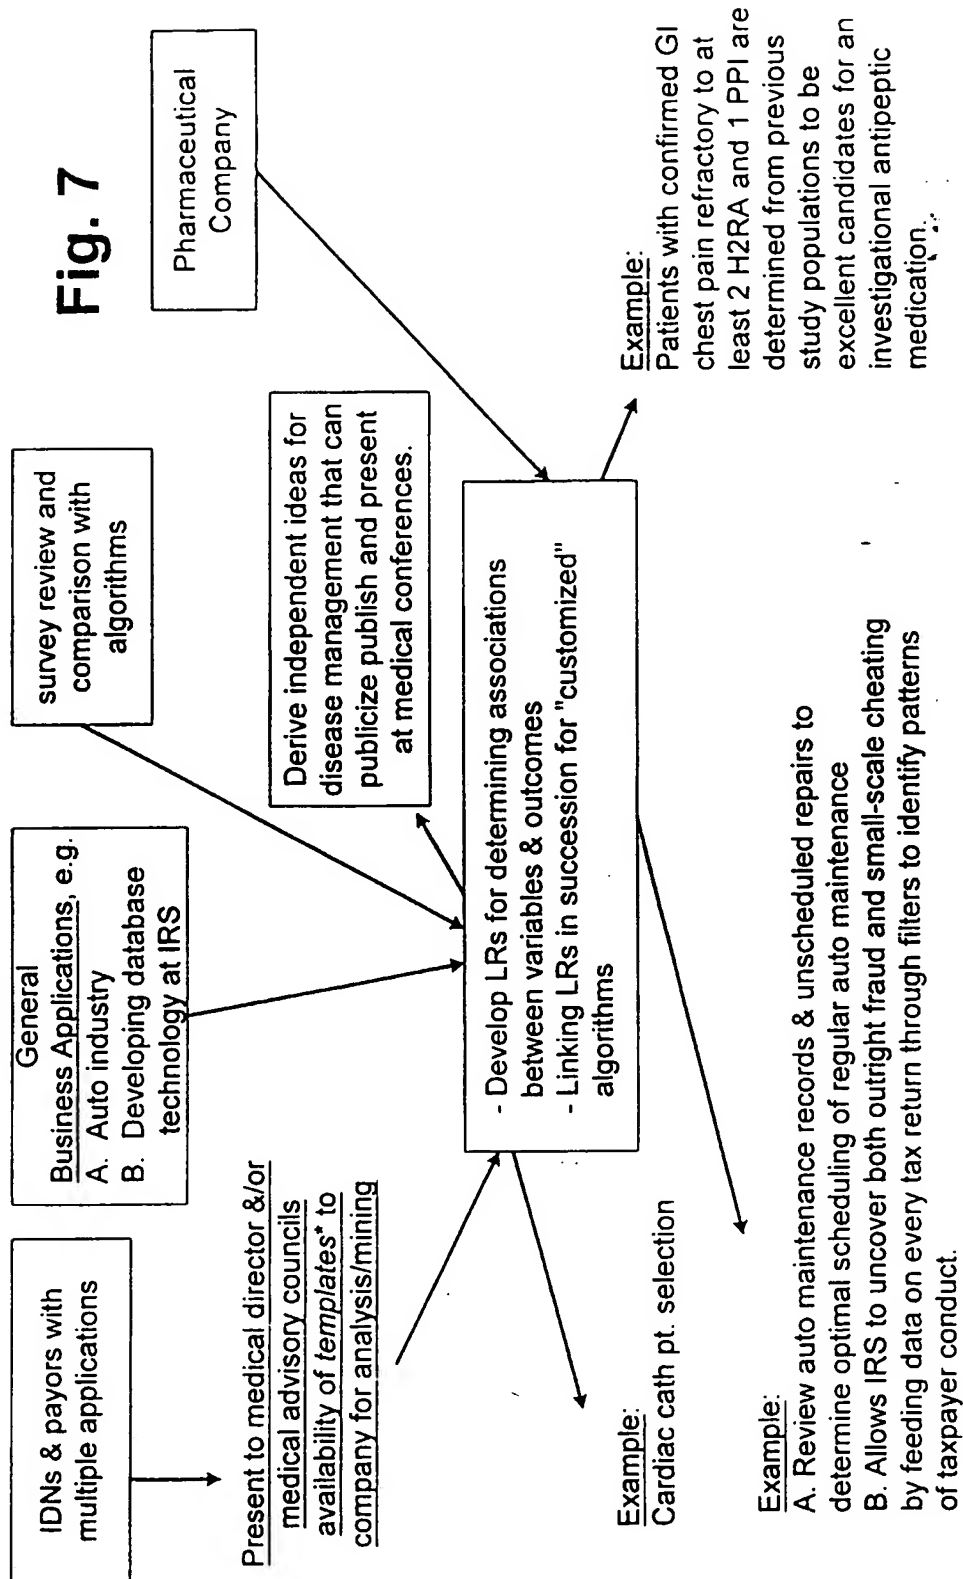 Fig. 7
IDNs & payors with
multiple applications
General
Business Applications, e.g.
A. Auto industry
B. Developing database
technology at IRS
survey review and
comparison with
algorithms
Pharmaceutical
Company
Present to medical director &/or
medical advisory councils
availability of templates* to
company for analysis/mining
Derive independent ideas for
disease management that can
publicize publish and present
at medical conferences.
- Develop LRs for determining associations
between variables & outcomes
- Linking LRs in succession for "customized"
algorithms
Example:
Cardiac cath pt. selection
Example:
Patients with confirmed GI
chest pain refractory to at
least 2 H2RA and 1 PPI are
determined from previous
study populations to be
excellent candidates for an
investigational antipeptic
medication.
Example:
A. Review auto maintenance records & unscheduled repairs to
determine optimal scheduling of regular auto maintenance
B. Allows IRS to uncover both outright fraud and small-scale cheating
by feeding data on every tax return through filters to identify patterns
of taxpayer conduct.